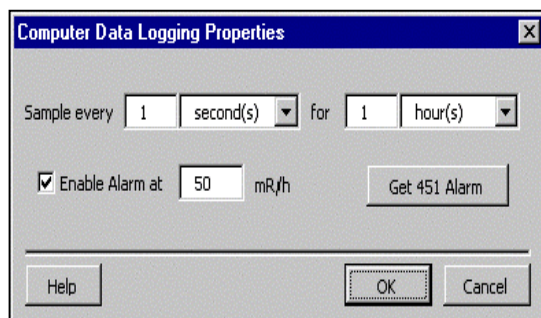 Computer Data Logging Properties
Sample every 1 second(s) for 1 hour(s)
Enable Alarm at 50 mR/h Get 451 Alarm
Help OK Cancel